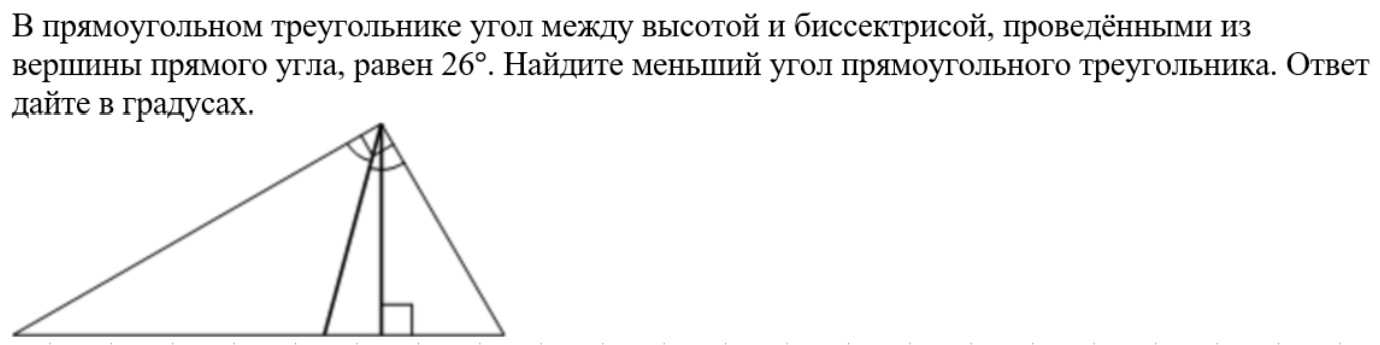 В прямоугольном треугольнике угол между высотой и биссектрисой, проведёнными из
вершины прямого угла, равен 26°. Найдите меньший угол прямоугольного треугольника. Ответ
дайте в градусах.